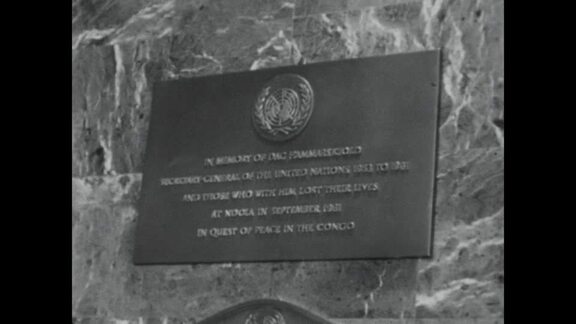 IN MEMORY OF DAG HAMMARSKJOLD
SECRETARY-GENERAL OF THE UNITED NATIONS, 1953 TO 1961
AND THOSE WHO WITH HIM, LOST THEIR LIVES
AT NDOLA IN SEPTEMBER, 1961
IN QUEST OF PEACE IN THE CONGO